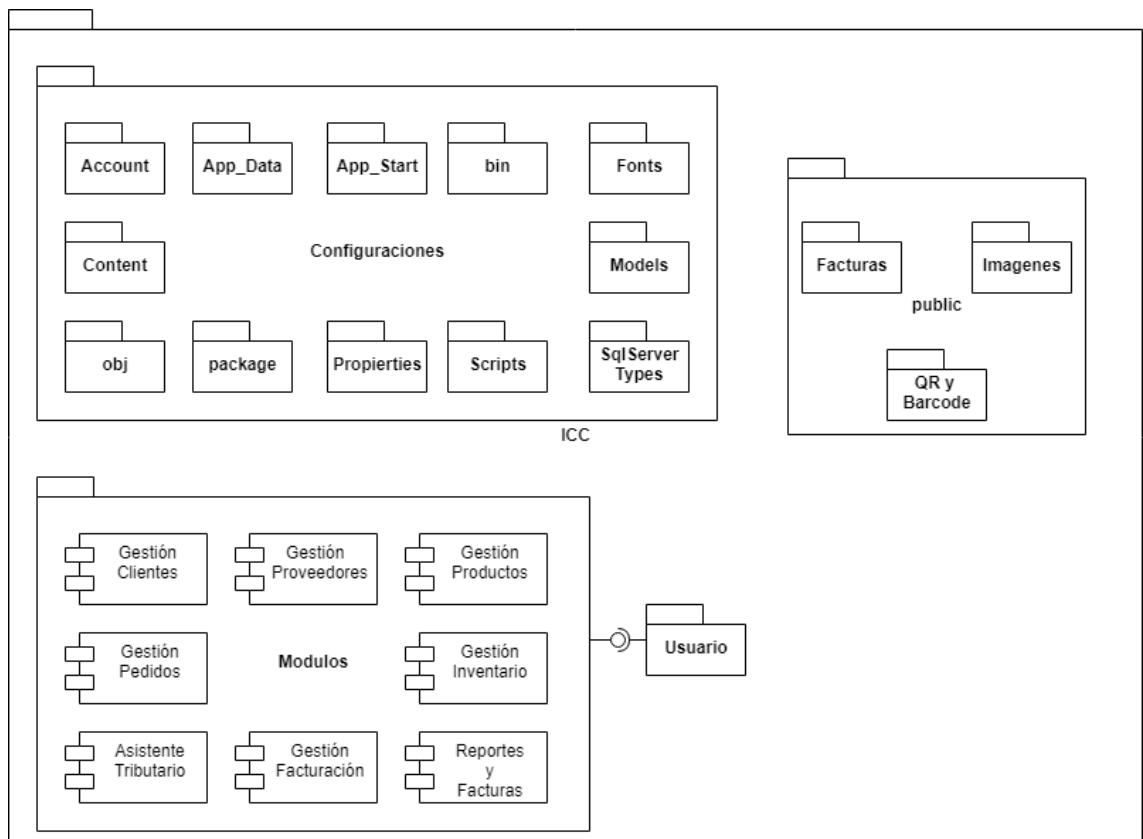 Account
App_Data
App_Start
bin
Fonts
Content
Configuraciones
Models
obj
package
Propierties
Scripts
SqlServer
Types
Facturas
Imagenes
public
QR y
Barcode
ICC
Gestión
Clientes
Gestión
Proveedores
Gestión
Productos
Gestión
Pedidos
Modulos
Gestión
Inventario
Asistente
Tributario
Gestión
Facturación
Reportes
y
Facturas
Usuario